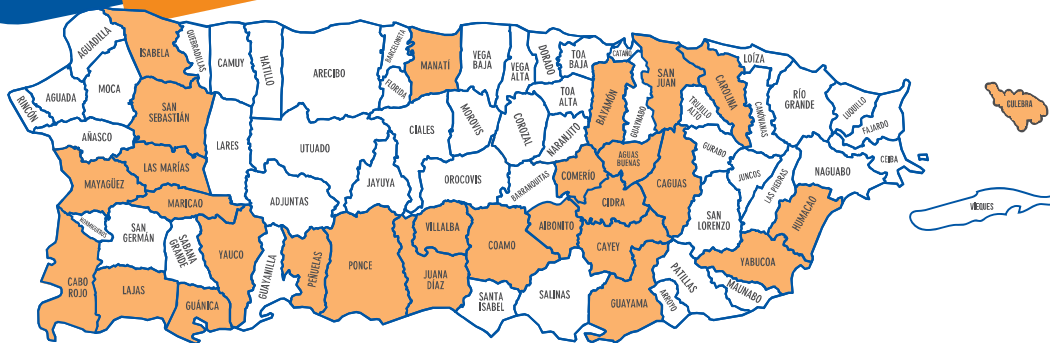 AGUADILLA
ISABELA
QUEBRADILLAS
CAMUY
HATILLO
ARECIBO
BARCELONETA
FLORIDA
MANATÍ
VEGA
BAJA
VEGA
ALTA
DORADO
TOA
BAJA
TOA
ALTA
CATAÑO
BAYAMÓN
GUAYNABO
SAN
JUAN
TRUJILLO
ALTO
CAROLINA
LOÍZA
CANÓVANAS
RÍO
GRANDE
LUQUILLO
FAJARDO
CEIBA
CULEBRA
VIEQUES
RINCÓN
AGUADA
MOCA
SAN
SEBASTIÁN
AÑASCO
LARES
UTUADO
CIALES
MOROVIS
COROZAL
NARANJITO
AGUAS
BUENAS
GURABO
JUNCOS
LAS PIEDRAS
NAGUABO
MAYAGÜEZ
LAS MARÍAS
MARICAO
ADJUNTAS
JAYUYA
OROCOVIS
BARRANQUITAS
COMERÍO
CIDRA
CAGUAS
SAN
LORENZO
HUMACAO
SAN
GERMÁN
SABANA
GRANDE
YAUCO
GUAYANILLA
PEÑUELAS
PONCE
VILLALBA
JUANA
DÍAZ
COAMO
AIBONITO
CAYEY
YABUCOA
CABO
ROJO
LAJAS
GUÁNICA
SANTA
ISABEL
SALINAS
GUAYAMA
ARROYO
PATILLAS
MAUNABO